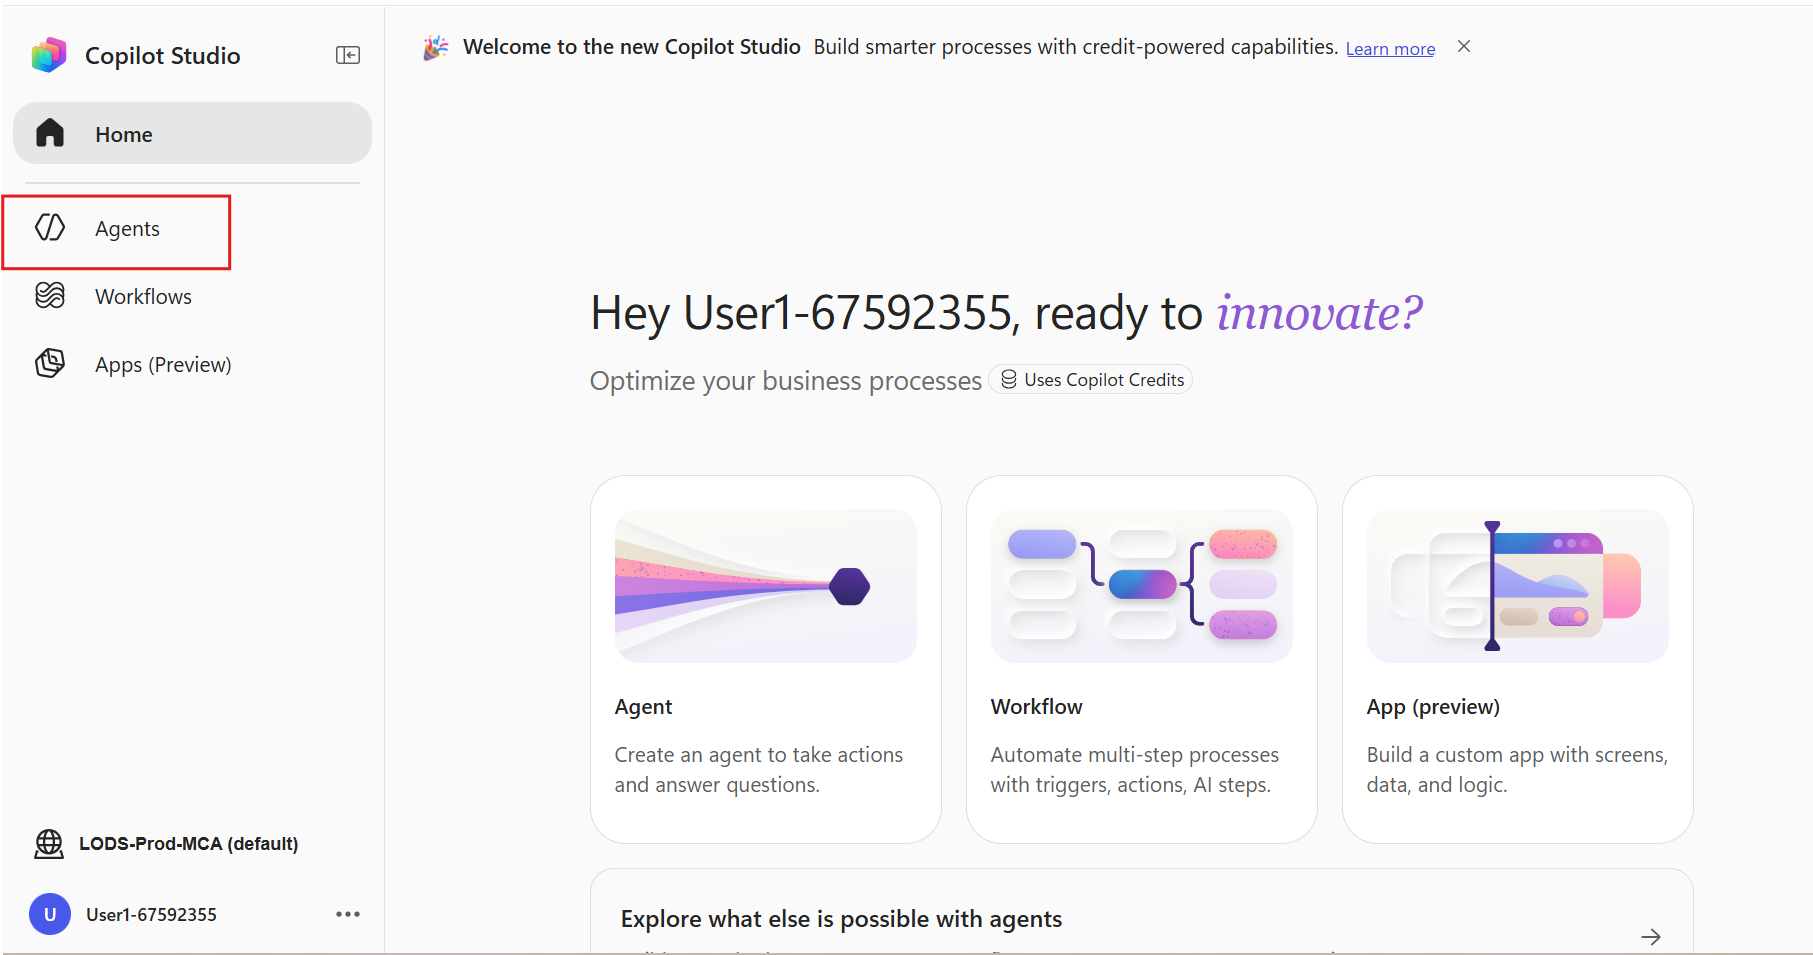 Copilot Studio
Home
Agents
Workflows
Apps (Preview)
LODS-Prod-MCA (default)
U
User1-67592355
Welcome to the new Copilot Studio Build smarter processes with credit-powered capabilities. Learn more
Hey User1-67592355, ready to innovate?
Optimize your business processes Uses Copilot Credits
Agent
Create an agent to take actions
and answer questions.
Workflow
Automate multi-step processes
with triggers, actions, AI steps.
App (preview)
Build a custom app with screens,
data, and logic.
Explore what else is possible with agents